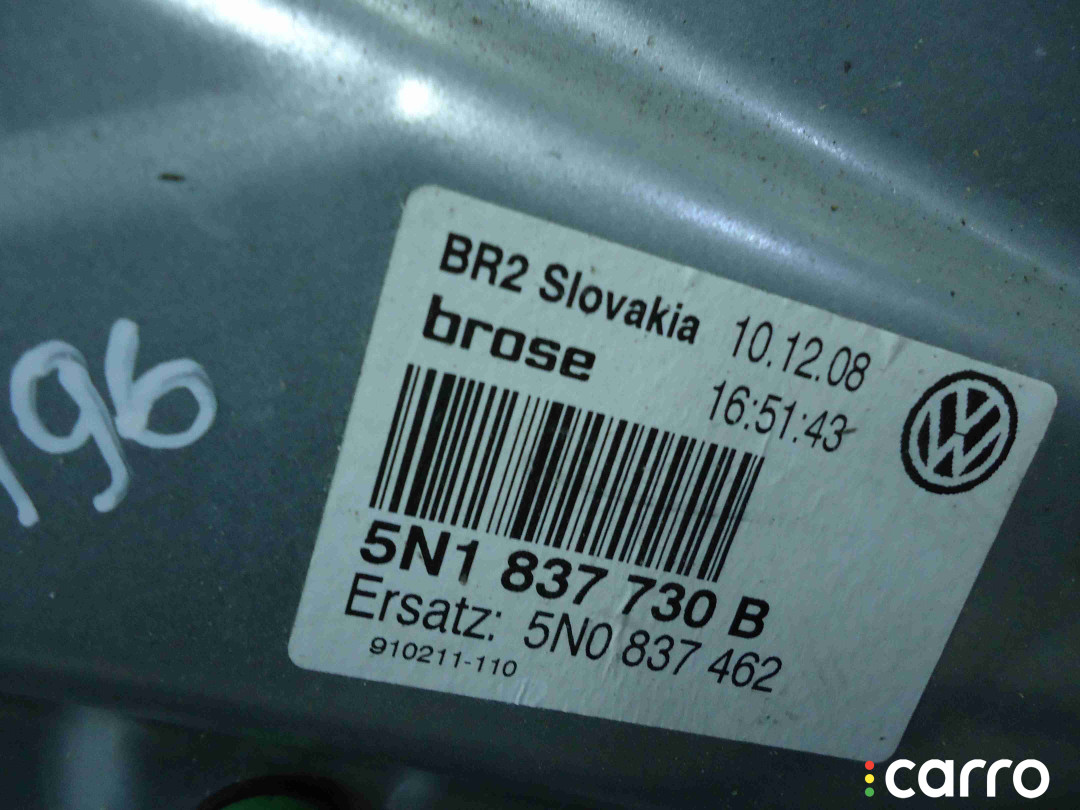 BR2 Slovakia 10.12.08
brose 16:51:43
5N1 837 730 B
Ersatz: 5N0 837 462
910211-110
196
carro